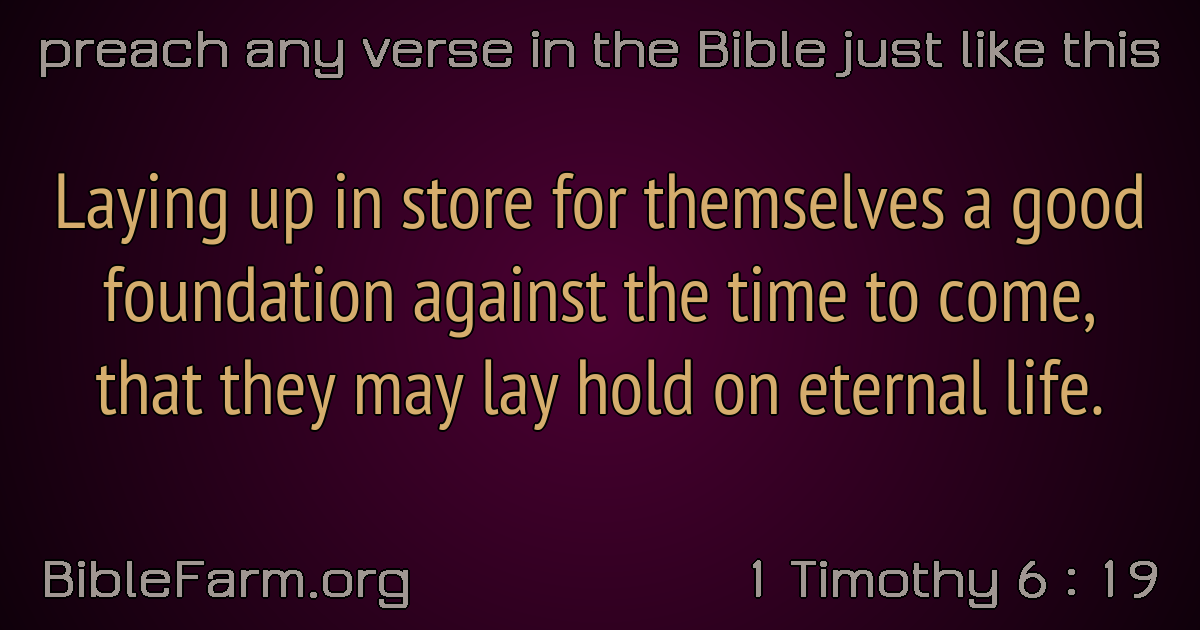 preach any verse in the Bible just like this
Laying up in store for themselves a good
foundation against the time to come,
that they may lay hold on eternal life.
BibleFarm.org
1 Timothy 6 : 19